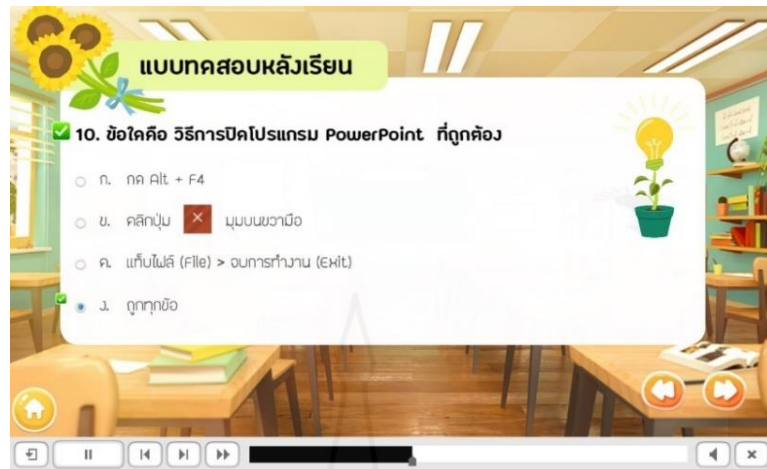 แบบทดสอบหลังเรียน
10. ข้อใดคือ วิธีการปิดโปรแกรม PowerPoint ที่ถูกต้อง
ก. กด Alt + F4
ข. คลิกปุ่ม มุมบนขวามือ
ค. แท็บไฟล์ (File) > จบการทำงาน (Exit)
ง. ถูกทุกข้อ